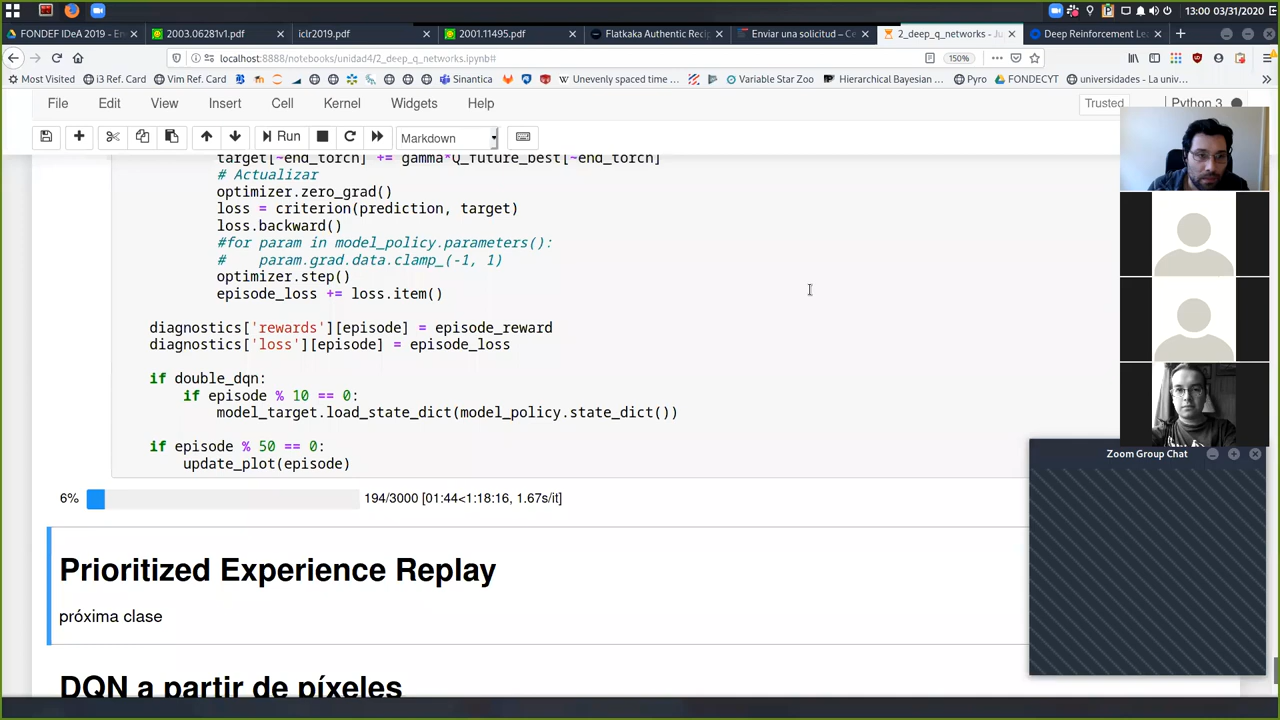 13:00 03/31/2020
FONDEF IDeA 2019 - En
2003.06281v1.pdf
iclr2019.pdf
2001.11495.pdf
Flatkaka Authentic Recip
Enviar una solicitud – Ce
2_deep_q_networks - Ju
Deep Reinforcement Lea
localhost:8888/notebooks/unidad4/2_deep_q_networks.ipynb#
150%
Most Visited
i3 Ref. Card
Vim Ref. Card
Sinantica
Unevenly spaced time …
Variable Star Zoo
Hierarchical Bayesian …
Pyro
FONDECYT
universidades - La univ…
File Edit View Insert Cell Kernel Widgets Help
Trusted
Python 3
Run
Markdown
target[~end_torch] += gamma*Q_future_best[~end_torch]
# Actualizar
optimizer.zero_grad()
loss = criterion(prediction, target)
loss.backward()
#for param in model_policy.parameters():
#    param.grad.data.clamp_(-1, 1)
optimizer.step()
episode_loss += loss.item()
diagnostics['rewards'][episode] = episode_reward
diagnostics['loss'][episode] = episode_loss
if double_dqn:
if episode % 10 == 0:
model_target.load_state_dict(model_policy.state_dict())
if episode % 50 == 0:
update_plot(episode)
6%
194/3000 [01:44<1:18:16, 1.67s/it]
Prioritized Experience Replay
próxima clase
DQN a partir de píxeles
Zoom Group Chat